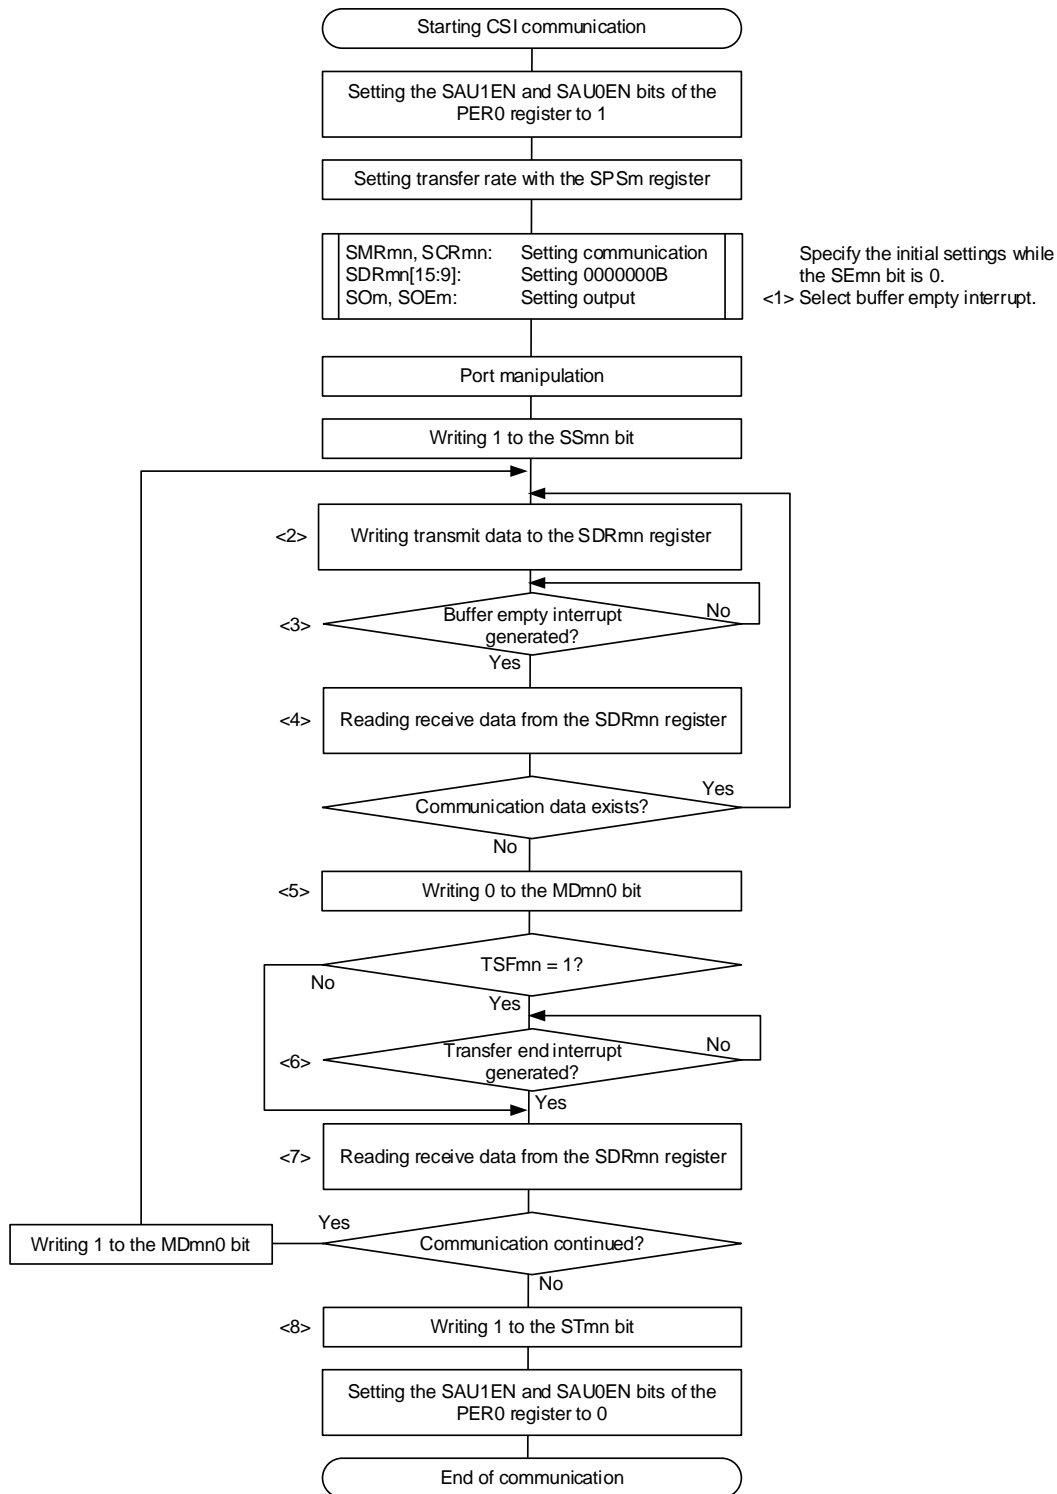 Starting CSI communication
Setting the SAU1EN and SAU0EN bits of the
PER0 register to 1
Setting transfer rate with the SPSm register
SMRmn, SCRmn: Setting communication
SDRmn[15:9]: Setting 0000000B
SOm, SOEm: Setting output
Specify the initial settings while
the SEmn bit is 0.
<1> Select buffer empty interrupt.
Port manipulation
Writing 1 to the SSmn bit
<2> Writing transmit data to the SDRmn register
<3> Buffer empty interrupt
generated?
No
Yes
<4> Reading receive data from the SDRmn register
Communication data exists?
Yes
No
<5> Writing 0 to the MDmn0 bit
TSFmn = 1?
No
Yes
<6> Transfer end interrupt
generated?
No
Yes
<7> Reading receive data from the SDRmn register
Communication continued?
Yes
Writing 1 to the MDmn0 bit
No
<8> Writing 1 to the STmn bit
Setting the SAU1EN and SAU0EN bits of the
PER0 register to 0
End of communication